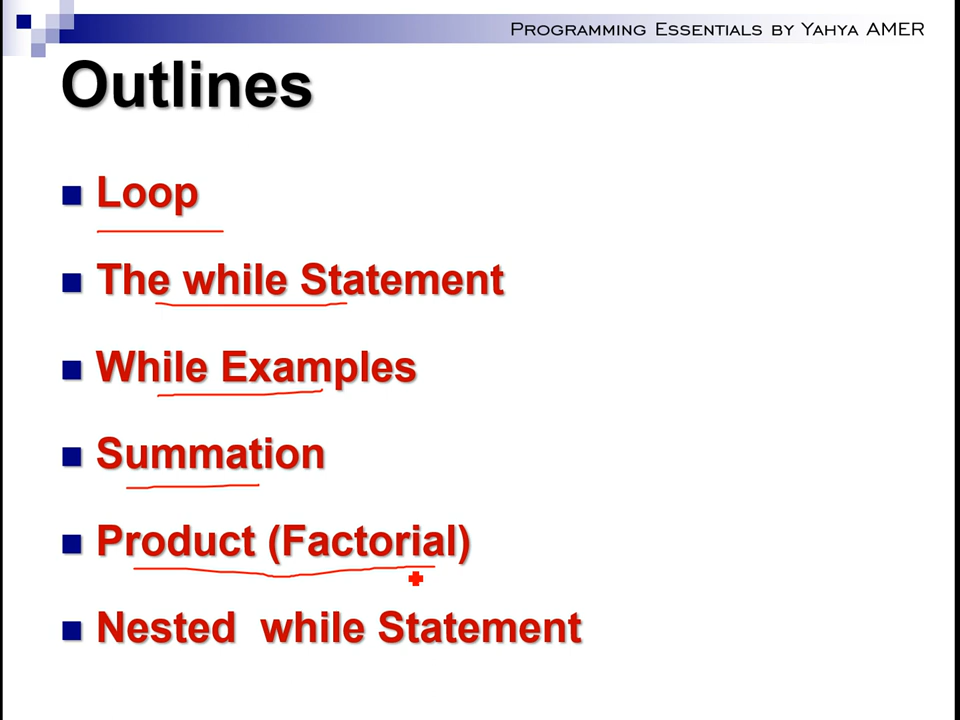 Programming Essentials by Yahya AMER
Outlines
Loop
The while Statement
While Examples
Summation
Product (Factorial)
Nested while Statement